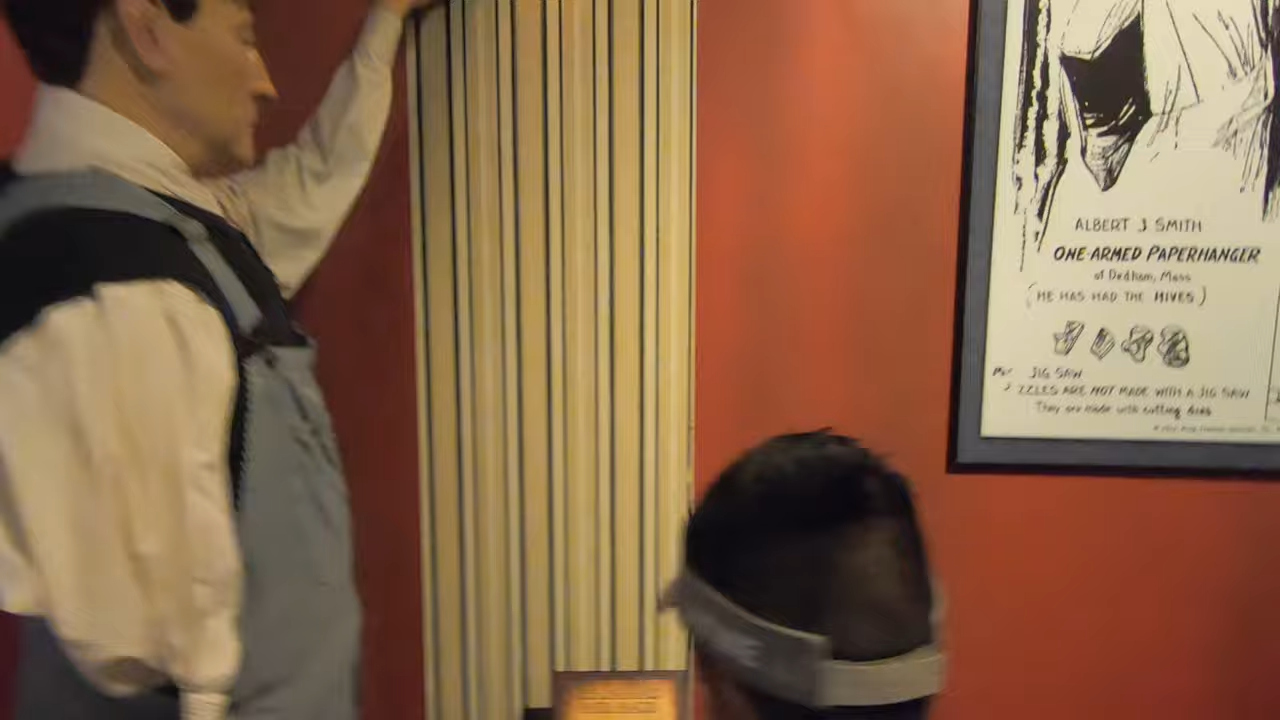 ALBERT J SMITH
ONE-ARMED PAPERHANGER
of Dedham, Mass
(HE HAS HAD THE HIVES)
JIG SAW
ZZLES ARE NOT MADE WITH A JIG SAW
They are made with cutting dies